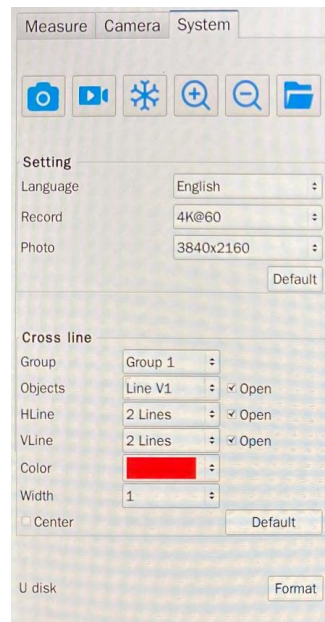 Measure Camera System
Setting
Language English
Record 4K@60
Photo 3840x2160
Default
Cross line
Group Group 1
Objects Line V1 Open
HLine 2 Lines Open
VLine 2 Lines Open
Color
Width 1
Center Default
U disk Format